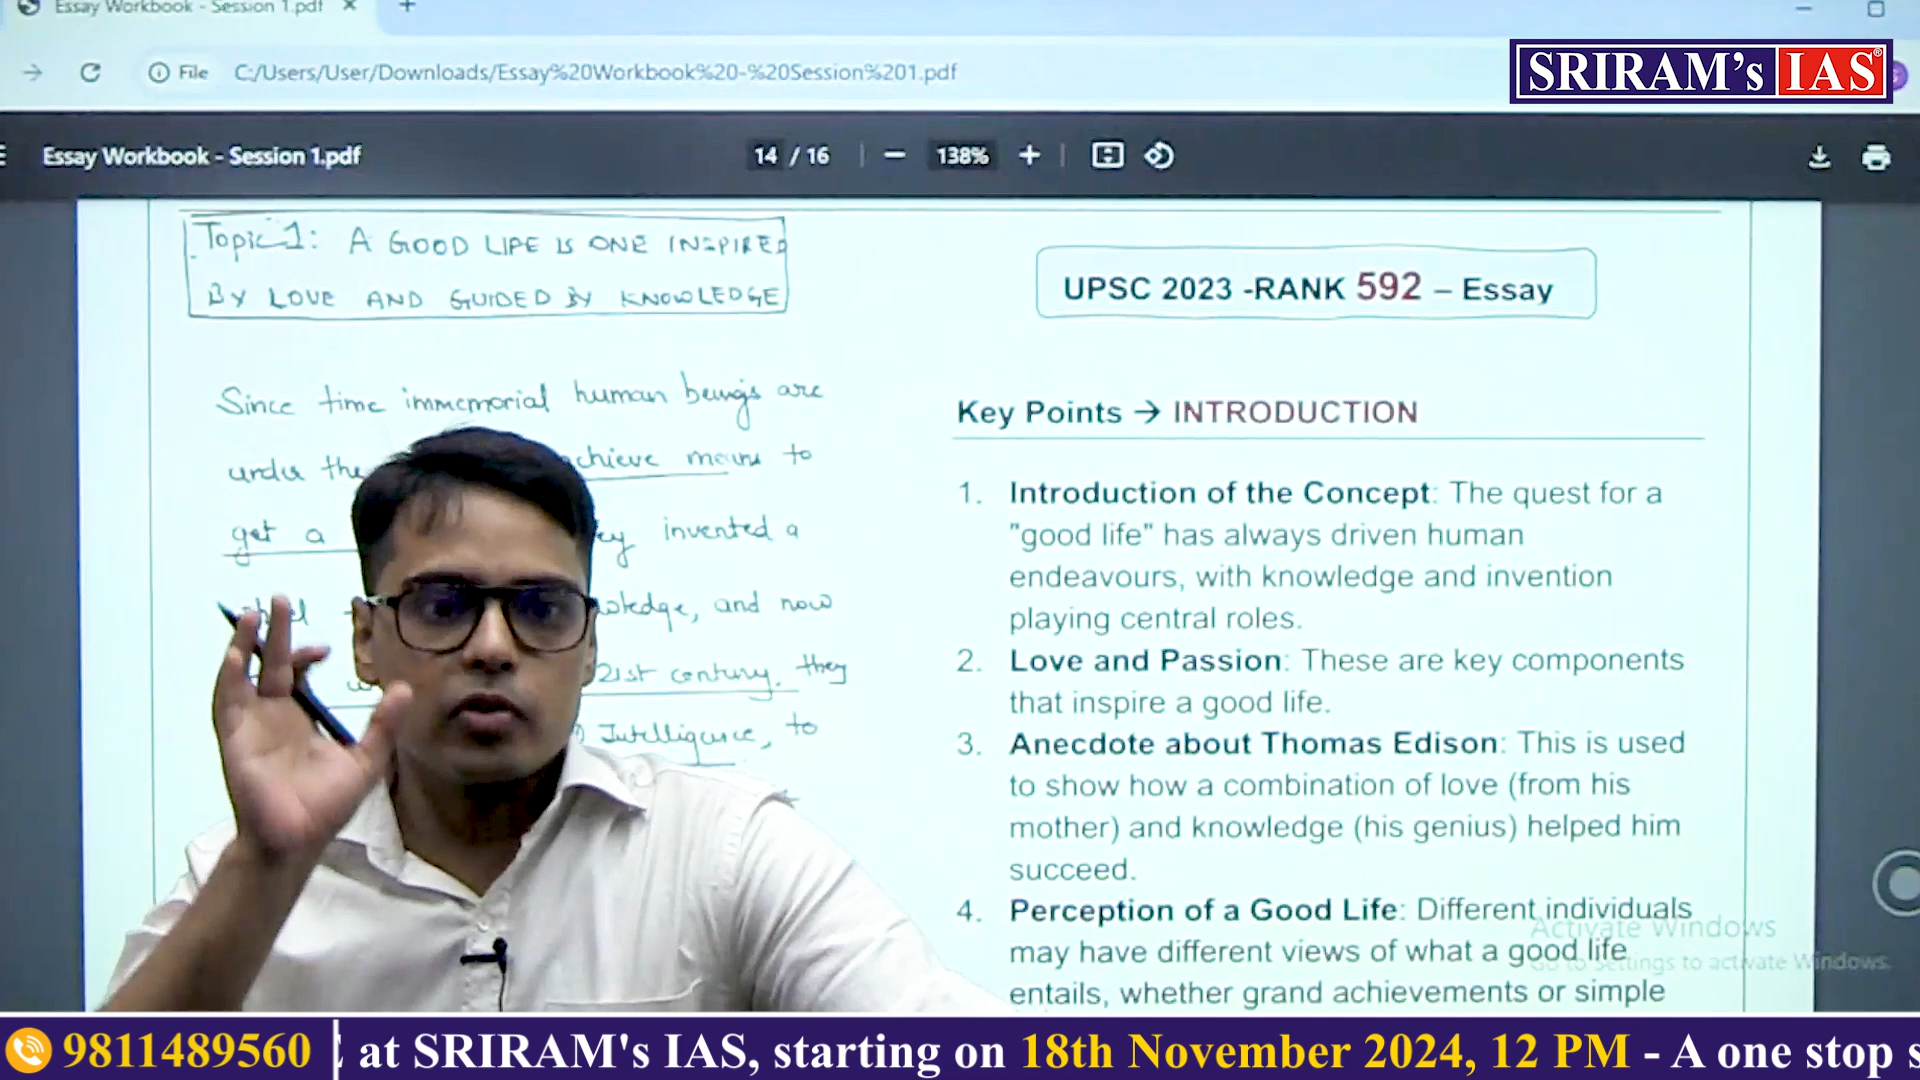 Essay Workbook - Session 1.pdf
File C:/Users/User/Downloads/Essay%20Workbook%20-%20Session%201.pdf
SRIRAM's IAS
Essay Workbook - Session 1.pdf
14 / 16
138%
Topic 1: A GOOD LIFE IS ONE INSPIRED
BY LOVE AND GUIDED BY KNOWLEDGE
Since time immemorial human beings are
under the chieve means to
get a ey invented a
wledge, and now
21st century, they
Intelligence, to
UPSC 2023 -RANK 592 – Essay
Key Points → INTRODUCTION
1. Introduction of the Concept: The quest for a
"good life" has always driven human
endeavours, with knowledge and invention
playing central roles.
2. Love and Passion: These are key components
that inspire a good life.
3. Anecdote about Thomas Edison: This is used
to show how a combination of love (from his
mother) and knowledge (his genius) helped him
succeed.
4. Perception of a Good Life: Different individuals
may have different views of what a good life
entails, whether grand achievements or simple
Activate Windows
Go to Settings to activate Windows.
9811489560
at SRIRAM's IAS, starting on 18th November 2024, 12 PM - A one stop s